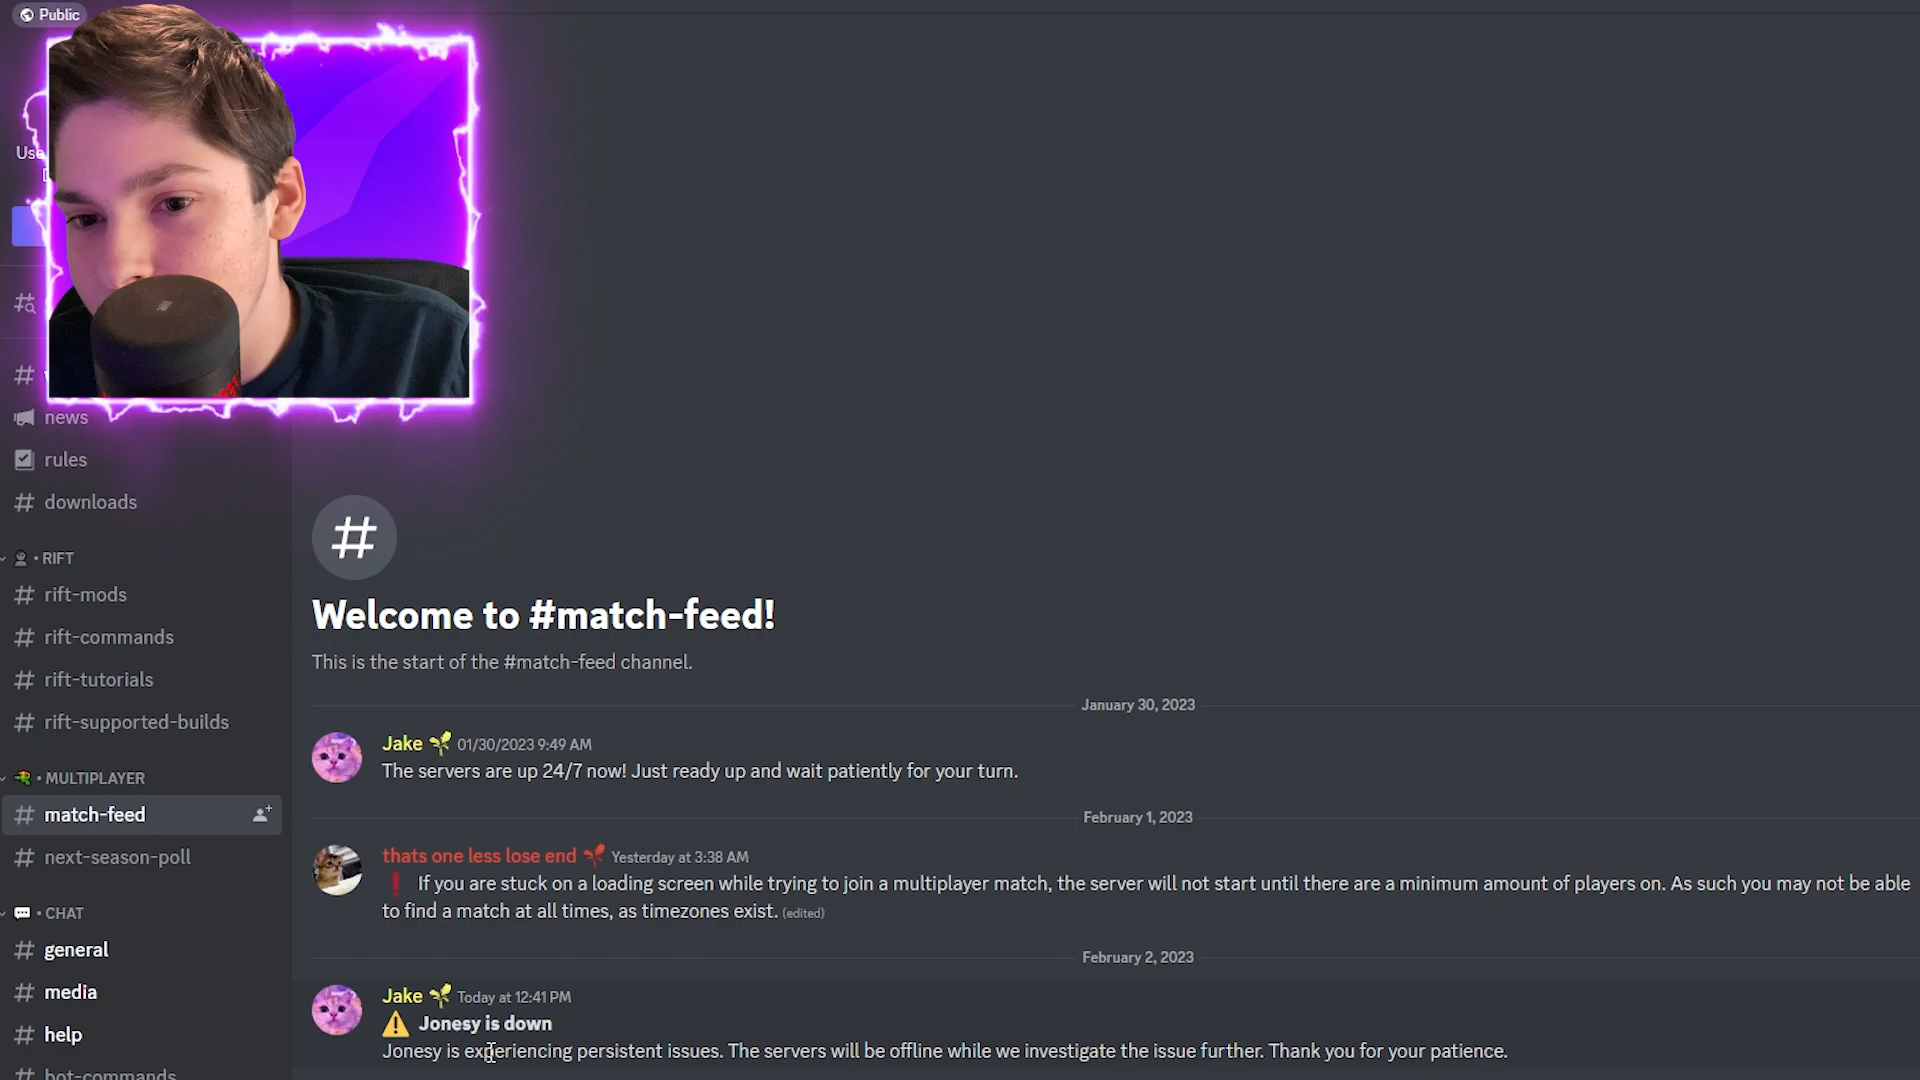 Public
Use
news
rules
downloads
• RIFT
rift-mods
rift-commands
rift-tutorials
rift-supported-builds
• MULTIPLAYER
match-feed
next-season-poll
• CHAT
general
media
help
bot-commands
Welcome to #match-feed!
This is the start of the #match-feed channel.
January 30, 2023
Jake 01/30/2023 9:49 AM
The servers are up 24/7 now! Just ready up and wait patiently for your turn.
February 1, 2023
thats one less lose end Yesterday at 3:38 AM
❗ If you are stuck on a loading screen while trying to join a multiplayer match, the server will not start until there are a minimum amount of players on. As such you may not be able
to find a match at all times, as timezones exist. (edited)
February 2, 2023
Jake Today at 12:41 PM
⚠ Jonesy is down
Jonesy is experiencing persistent issues. The servers will be offline while we investigate the issue further. Thank you for your patience.